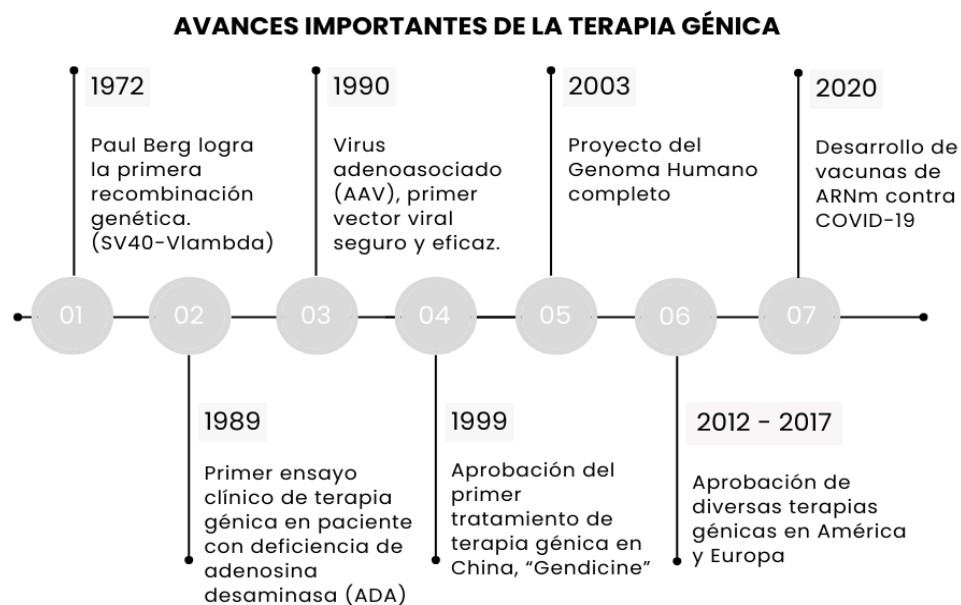 AVANCES IMPORTANTES DE LA TERAPIA GÉNICA
1972
Paul Berg logra
la primera
recombinación
genética.
(SV40-Vlambda)
1990
Virus
adenoasociado
(AAV), primer
vector viral
seguro y eficaz.
2003
Proyecto del
Genoma Humano
completo
2020
Desarrollo de
vacunas de
ARNm contra
COVID-19
01
02
03
04
05
06
07
1989
Primer ensayo
clínico de terapia
génica en paciente
con deficiencia de
adenosina
desaminasa (ADA)
1999
Aprobación del
primer
tratamiento de
terapia génica en
China, “Gendicine”
2012 - 2017
Aprobación de
diversas terapias
génicas en América
y Europa